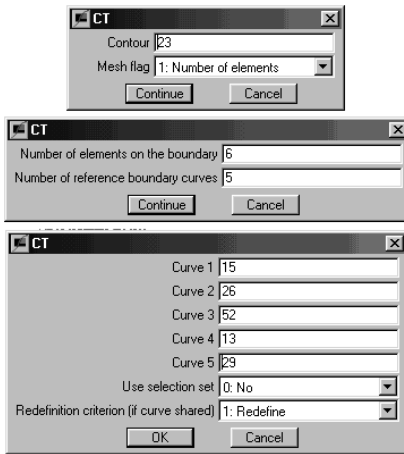 CT
Contour 23
Mesh flag 1: Number of elements
Continue Cancel
CT
Number of elements on the boundary 6
Number of reference boundary curves 5
Continue Cancel
CT
Curve 1 15
Curve 2 26
Curve 3 52
Curve 4 13
Curve 5 29
Use selection set 0: No
Redefinition criterion (if curve shared) 1: Redefine
OK Cancel